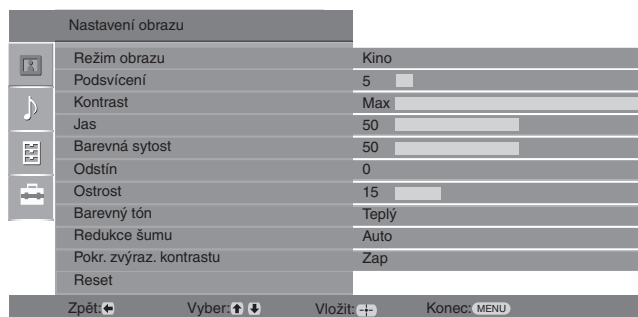 Nastavení obrazu
Režim obrazu Kino
Podsvícení 5
Kontrast Max
Jas 50
Barevná sytost 50
Odstín 0
Ostrost 15
Barevný tón Teplý
Redukce šumu Auto
Pokr. zvýraz. kontrastu Zap
Reset
Zpět: Vyber: Vložit: Konec: MENU